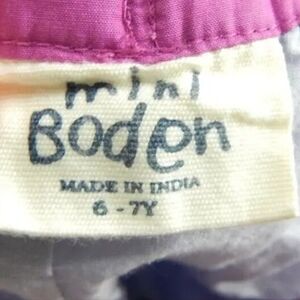 mini
Boden
MADE IN INDIA
6 - 7Y